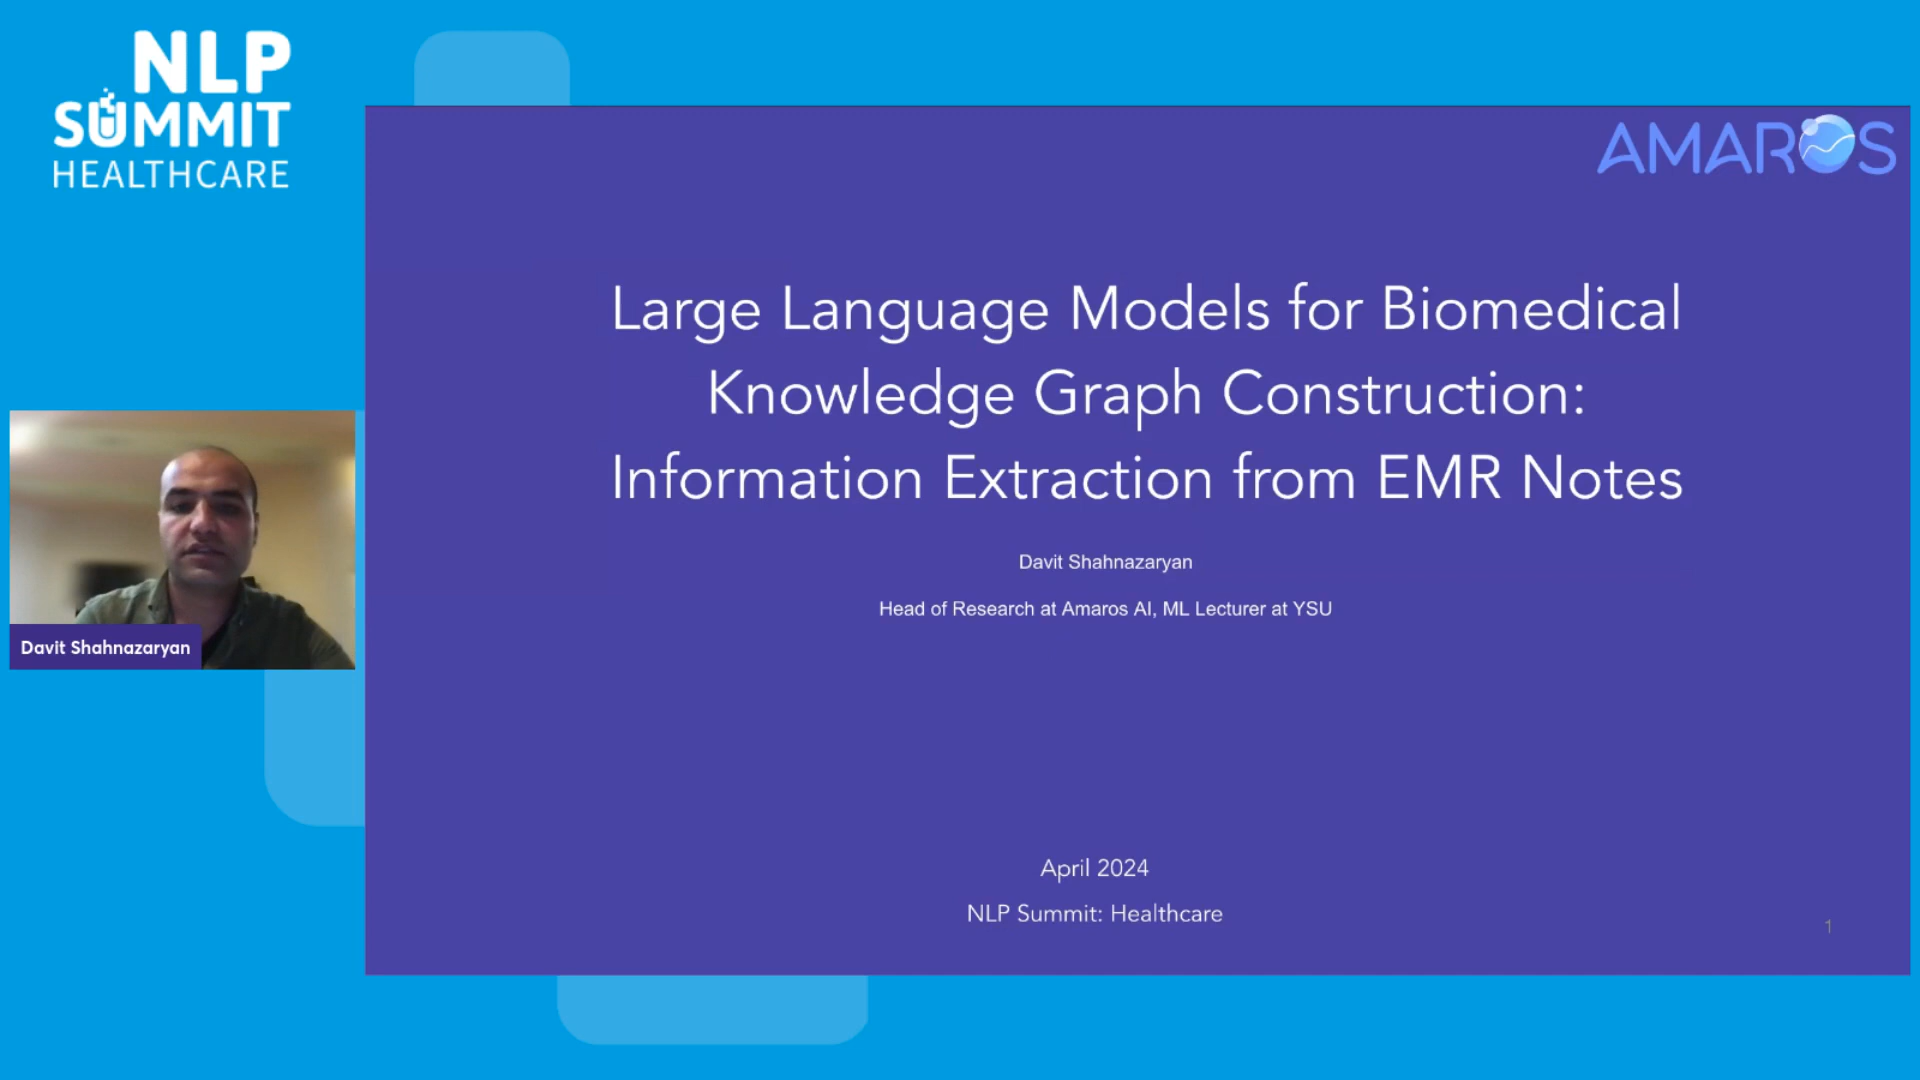 NLP
SUMMIT
HEALTHCARE
AMAROS
Large Language Models for Biomedical
Knowledge Graph Construction:
Information Extraction from EMR Notes
Davit Shahnazaryan
Head of Research at Amaros AI, ML Lecturer at YSU
Davit Shahnazaryan
April 2024
NLP Summit: Healthcare
1